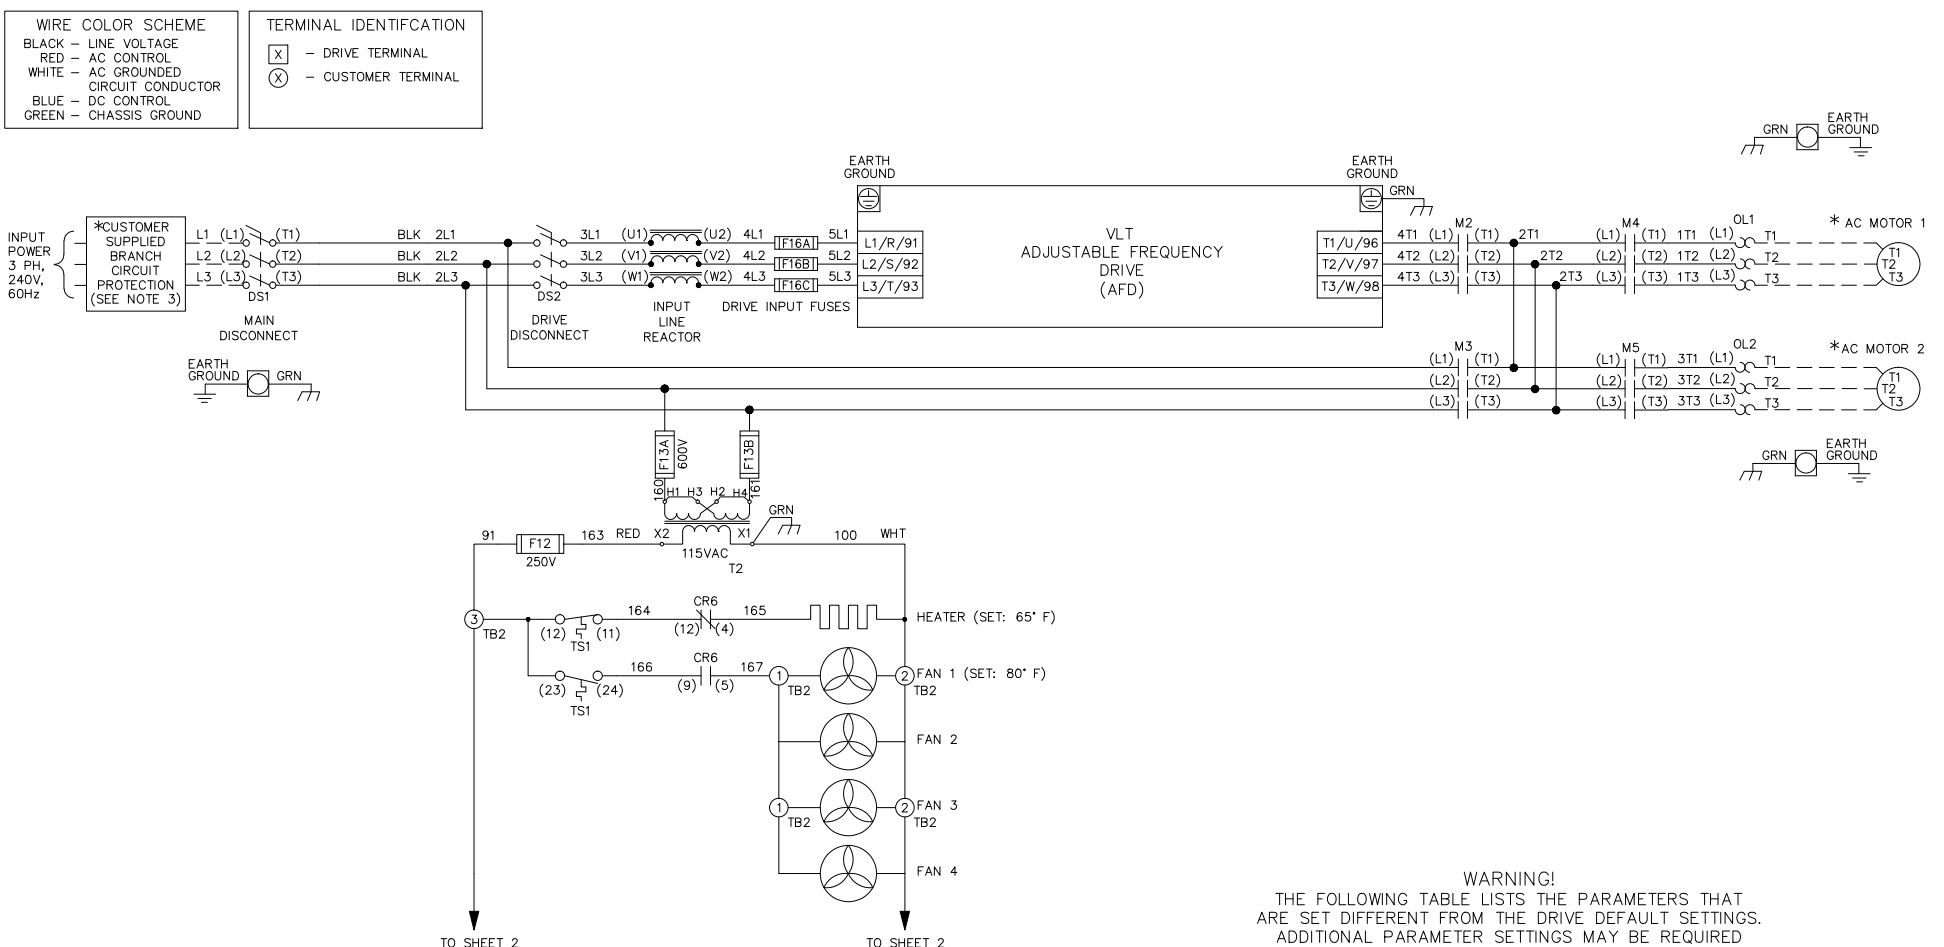 WIRE COLOR SCHEME
BLACK – LINE VOLTAGE
RED – AC CONTROL
WHITE – AC GROUNDED
CIRCUIT CONDUCTOR
BLUE – DC CONTROL
GREEN – CHASSIS GROUND
TERMINAL IDENTIFCATION
X – DRIVE TERMINAL
X – CUSTOMER TERMINAL
GRN
EARTH
GROUND
INPUT
POWER
3 PH,
240V,
60Hz
*CUSTOMER
SUPPLIED
BRANCH
CIRCUIT
PROTECTION
(SEE NOTE 3)
L1 (L1) (T1) BLK 2L1 3L1 (U1) (U2) 4L1 F16A 5L1 L1/R/91
L2 (L2) (T2) BLK 2L2 3L2 (V1) (V2) 4L2 F16B 5L2 L2/S/92
L3 (L3) (T3) BLK 2L3 3L3 (W1) (W2) 4L3 F16C 5L3 L3/T/93
DS1
MAIN
DISCONNECT
DS2
DRIVE
DISCONNECT
INPUT
LINE
REACTOR
DRIVE INPUT FUSES
EARTH
GROUND
VLT
ADJUSTABLE FREQUENCY
DRIVE
(AFD)
EARTH
GROUND
GRN
M2 M4 OL1 * AC MOTOR 1
T1/U/96 4T1 (L1) (T1) 2T1 (L1) (T1) 1T1 (L1) T1 T1
T2/V/97 4T2 (L2) (T2) 2T2 (L2) (T2) 1T2 (L2) T2 T2
T3/W/98 4T3 (L3) (T3) 2T3 (L3) (T3) 1T3 (L3) T3 T3
M3 M5 OL2 *AC MOTOR 2
(L1) (T1) (L1) (T1) 3T1 (L1) T1 T1
(L2) (T2) (L2) (T2) 3T2 (L2) T2 T2
(L3) (T3) (L3) (T3) 3T3 (L3) T3 T3
EARTH
GROUND
GRN
GRN
EARTH
GROUND
F13A
600V
F13B
160 H1 H3 H2 H4 161
GRN
91 F12 163 RED X2 X1 100 WHT
250V
115VAC
T2
3
TB2
(12) (11) 164 CR6 165
TS1
(12) (4)
HEATER (SET: 65° F)
(23) (24) 166 CR6 167
TS1
(9) (5)
1 TB2
2 TB2
FAN 1 (SET: 80° F)
FAN 2
1 TB2
2 TB2
FAN 3
FAN 4
TO SHEET 2
TO SHEET 2
WARNING!
THE FOLLOWING TABLE LISTS THE PARAMETERS THAT
ARE SET DIFFERENT FROM THE DRIVE DEFAULT SETTINGS.
ADDITIONAL PARAMETER SETTINGS MAY BE REQUIRED